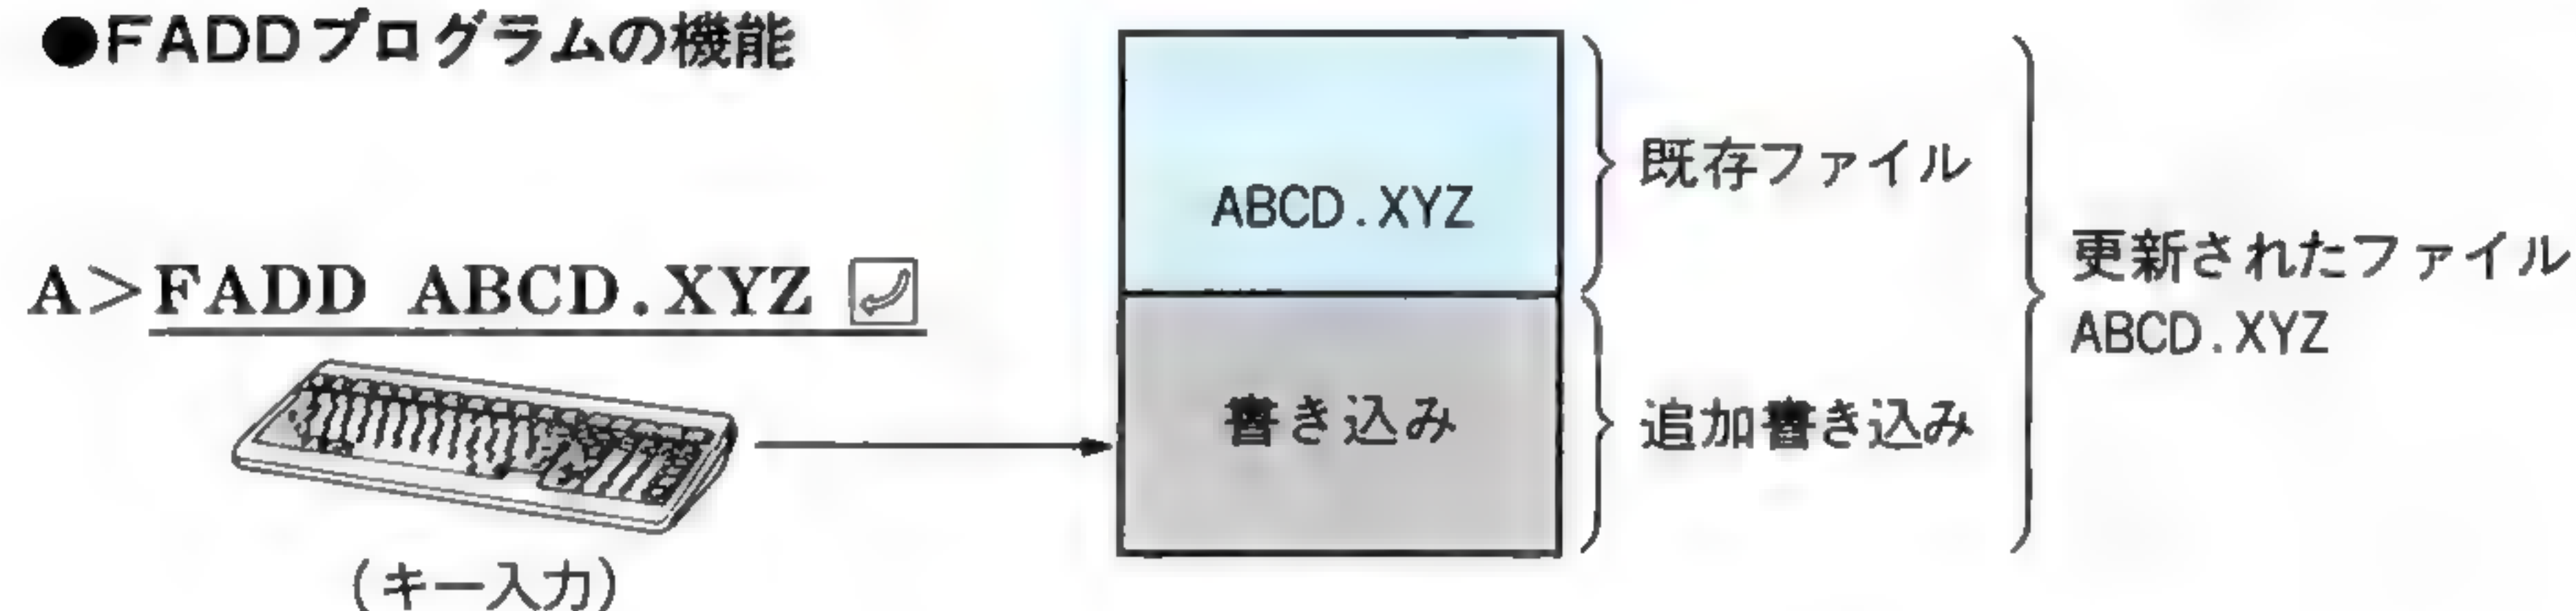 ●FADDプログラムの機能
A>FADD ABCD.XYZ
(キー入力)
ABCD.XYZ
書き込み
既存ファイル
追加書き込み
更新されたファイル
ABCD.XYZ